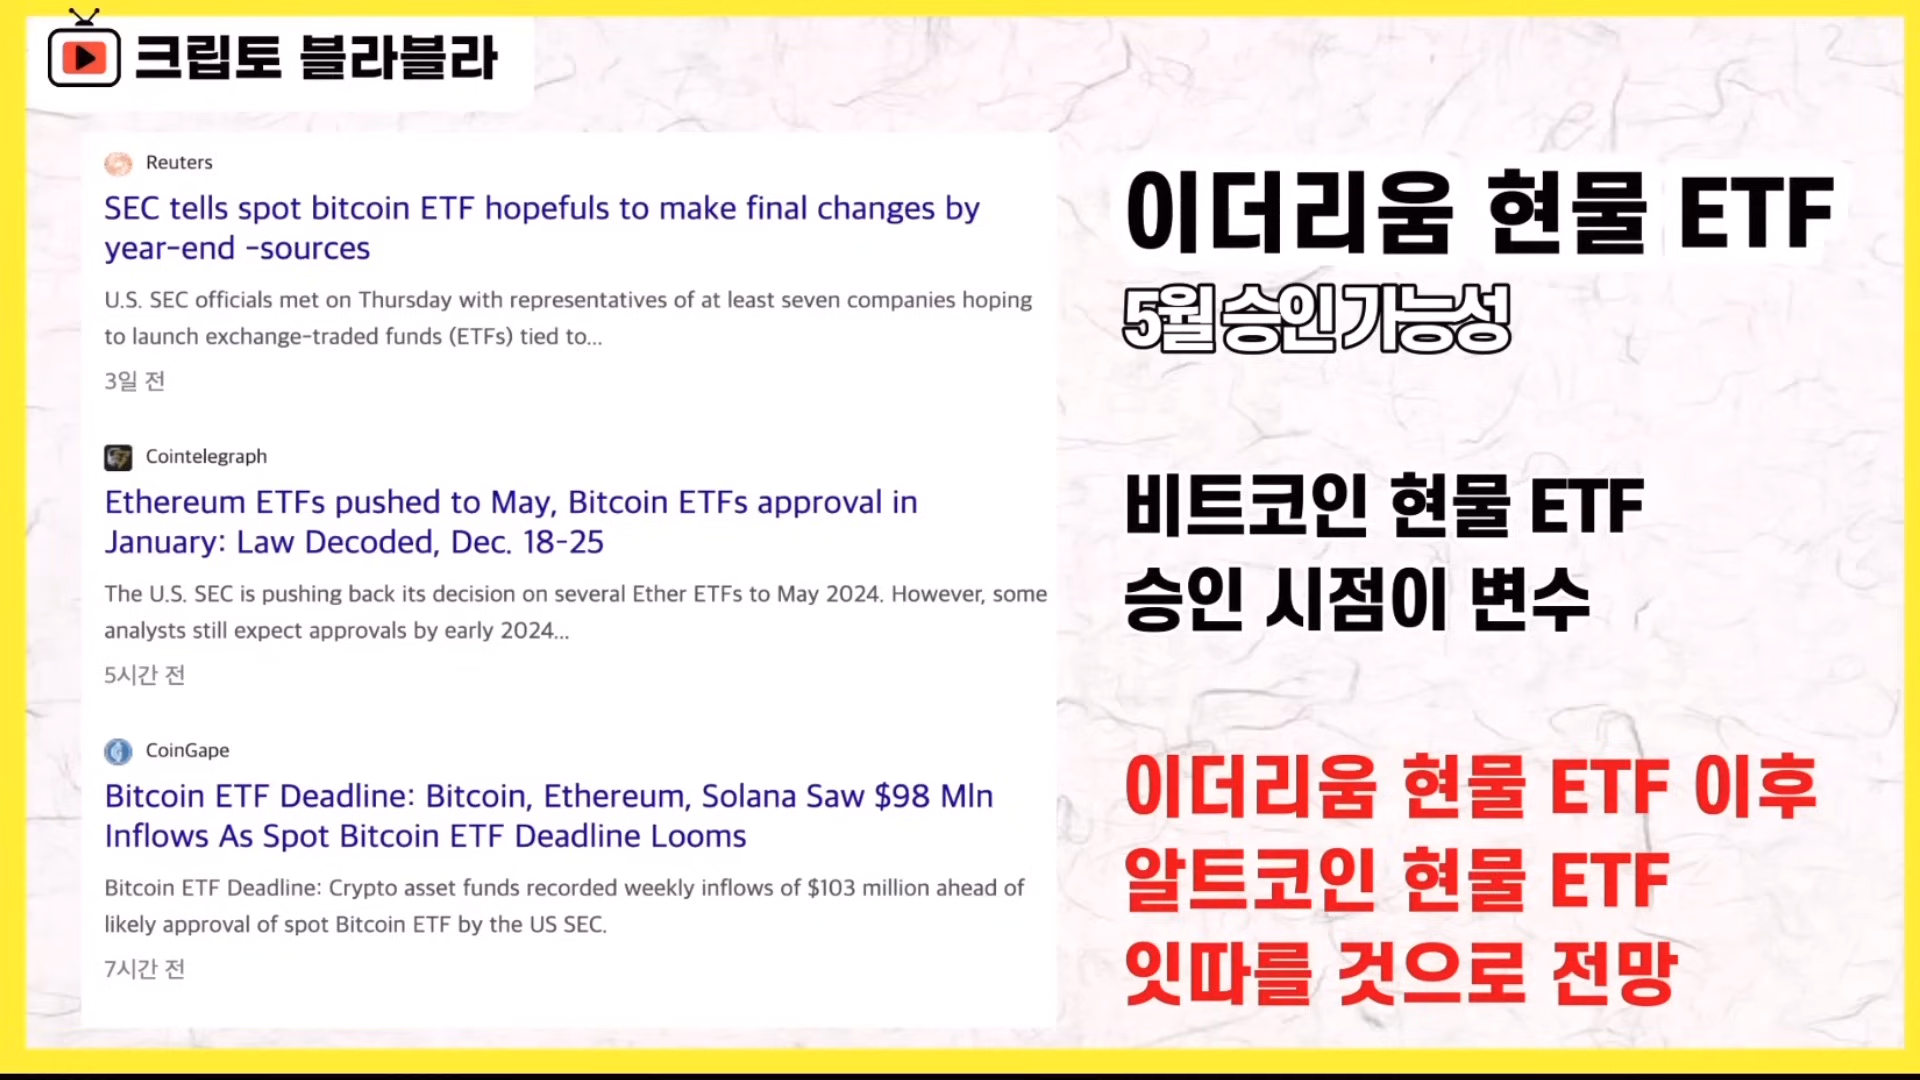 크립토 블라블라
Reuters
SEC tells spot bitcoin ETF hopefuls to make final changes by
year-end -sources
U.S. SEC officials met on Thursday with representatives of at least seven companies hoping
to launch exchange-traded funds (ETFs) tied to...
3일 전
Cointelegraph
Ethereum ETFs pushed to May, Bitcoin ETFs approval in
January: Law Decoded, Dec. 18-25
The U.S. SEC is pushing back its decision on several Ether ETFs to May 2024. However, some
analysts still expect approvals by early 2024...
5시간 전
CoinGape
Bitcoin ETF Deadline: Bitcoin, Ethereum, Solana Saw $98 Mln
Inflows As Spot Bitcoin ETF Deadline Looms
Bitcoin ETF Deadline: Crypto asset funds recorded weekly inflows of $103 million ahead of
likely approval of spot Bitcoin ETF by the US SEC.
7시간 전
이더리움 현물 ETF
5월 승인 가능성
비트코인 현물 ETF
승인 시점이 변수
이더리움 현물 ETF 이후
알트코인 현물 ETF
잇따를 것으로 전망